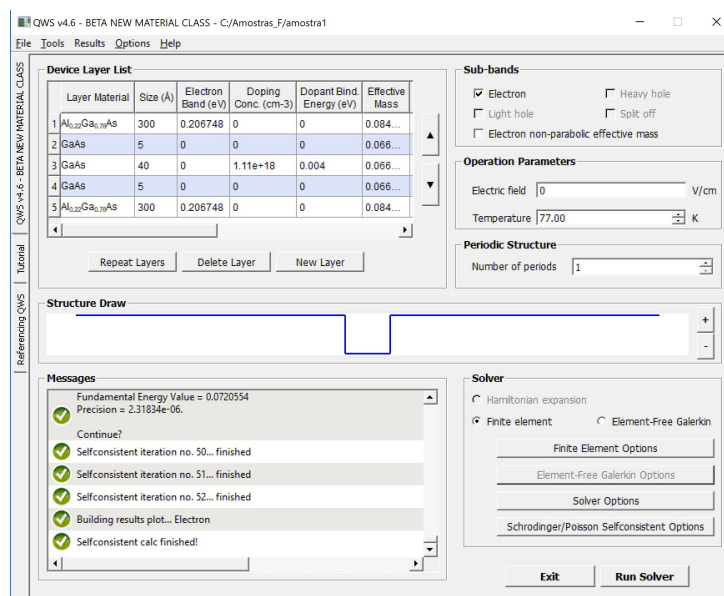 QWS v4.6 - BETA NEW MATERIAL CLASS - C:/Amostras_F/amostra1
File Tools Results Options Help
QWS v4.6 - BETA NEW MATERIAL CLASS
Tutorial
Referencing QWS
Device Layer List
Layer Material Size (Å) Electron Band (eV) Doping Conc. (cm-3) Dopant Bind. Energy (eV) Effective Mass
1 Al0.22Ga0.78As 300 0.206748 0 0 0.084...
2 GaAs 5 0 0 0 0.066...
3 GaAs 40 0 1.11e+18 0.004 0.066...
4 GaAs 5 0 0 0 0.066...
5 Al0.22Ga0.78As 300 0.206748 0 0 0.084...
Repeat Layers Delete Layer New Layer
Sub-bands
Electron Heavy hole
Light hole Split off
Electron non-parabolic effective mass
Operation Parameters
Electric field 0 V/cm
Temperature 77.00 K
Periodic Structure
Number of periods 1
Structure Draw
+
-
Messages
Fundamental Energy Value = 0.0720554
Precision = 2.31834e-06.
Continue?
Selfconsistent iteration no. 50... finished
Selfconsistent iteration no. 51... finished
Selfconsistent iteration no. 52... finished
Building results plot... Electron
Selfconsistent calc finished!
Solver
Hamiltonian expansion
Finite element Element-Free Galerkin
Finite Element Options
Element-Free Galerkin Options
Solver Options
Schrodinger/Poisson Selfconsistent Options
Exit Run Solver